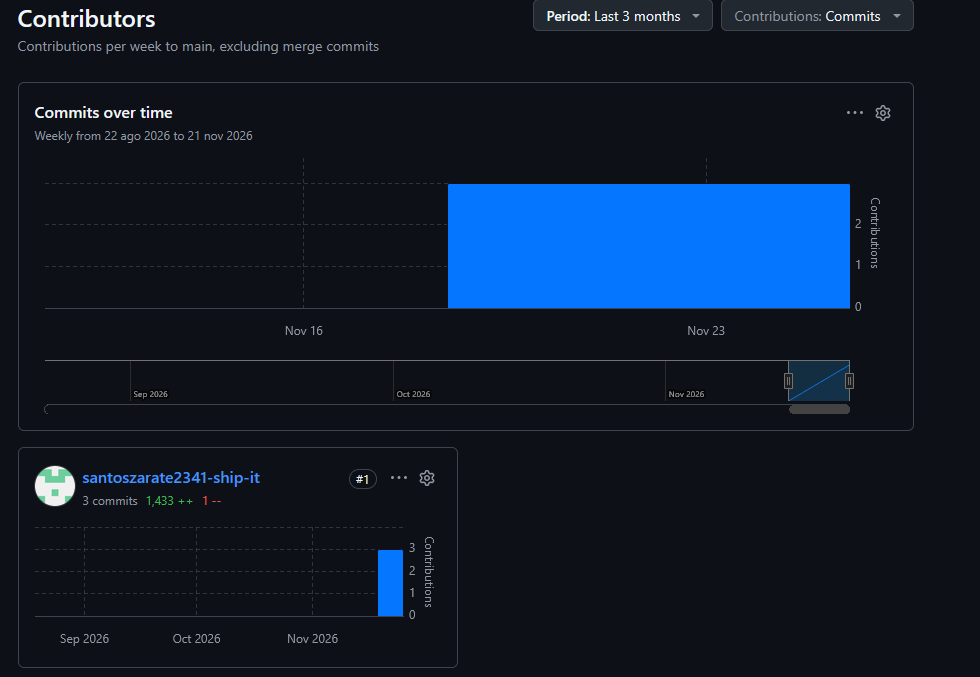 Contributors
Period: Last 3 months
Contributions: Commits
Contributions per week to main, excluding merge commits
Commits over time
Weekly from 22 ago 2026 to 21 nov 2026
2
1
0
Contributions
Nov 16
Nov 23
Sep 2026
Oct 2026
Nov 2026
santoszarate2341-ship-it
#1
3 commits 1,433 ++ 1 --
3
2
1
0
Contributions
Sep 2026
Oct 2026
Nov 2026